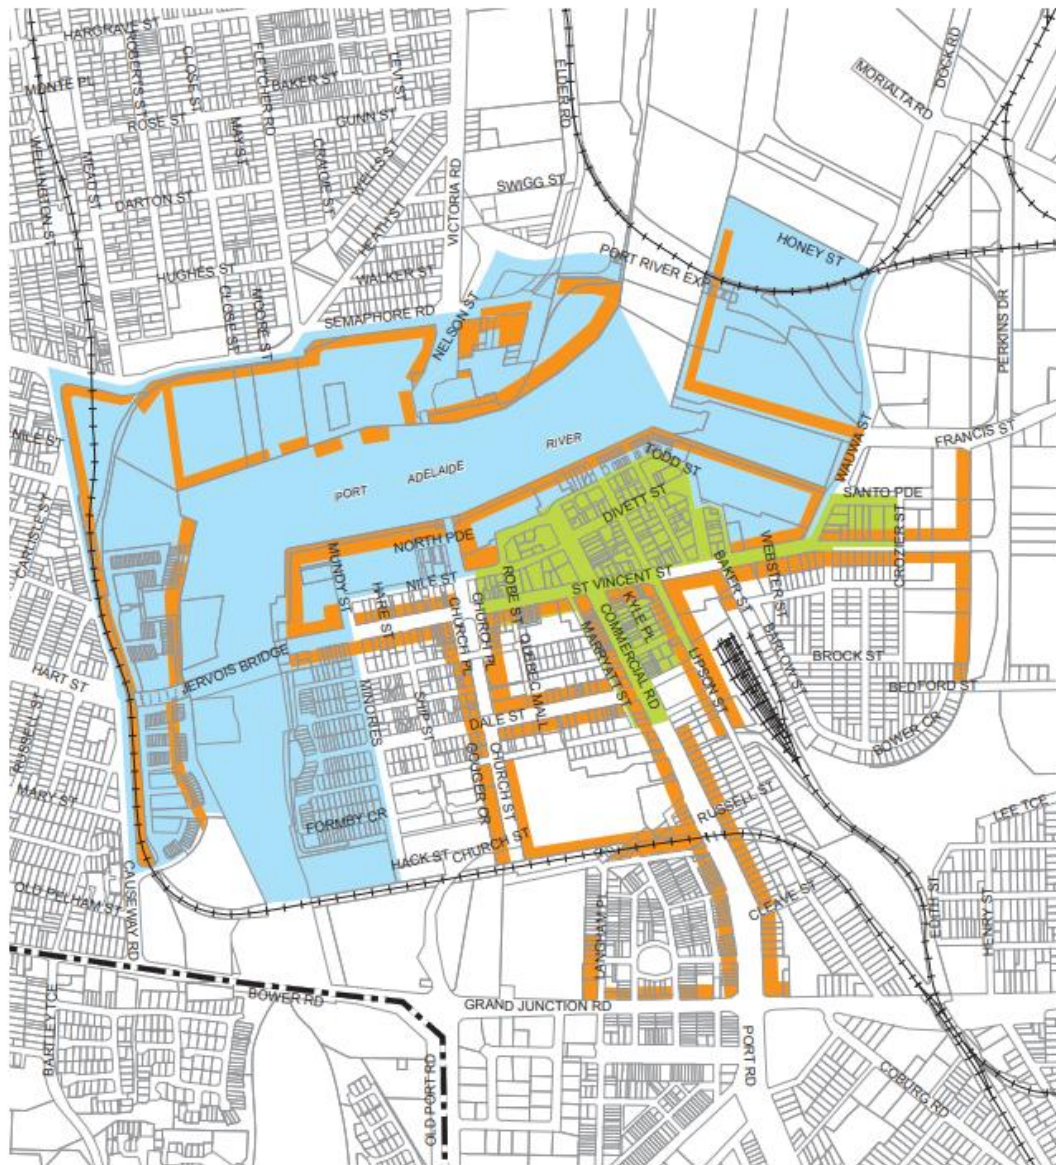 HARGRAVE ST
ROBERTS ST
CLOSE ST
FLETCHER RD
LEVI ST
MONTE PL
BAKER ST
ROSE ST
MAY ST
GUNN ST
CRAIGIE ST
WELLS ST
WELLINGTON ST
MEAD ST
DARTON ST
HEATH ST
VICTORIA RD
SWIGG ST
ELDER RD
MORIALTA RD
DOCK RD
HUGHES ST
WALKER ST
CLOSE ST
MOORE ST
SEMAPHORE RD
NELSON ST
PORT RIVER EXP
HONEY ST
PERKINS DR
NILE ST
CARLISLE ST
PORT
ADELAIDE
RIVER
TODD ST
WAUWA ST
FRANCIS ST
DIVETT ST
SANTO PDE
CROZIER ST
NORTH PDE
MUNDY ST
HARE ST
NILE ST
CHURCH PL
CHURCH PL
ROBE ST
ST VINCENT ST
BAKER ST
WEBSTER ST
QUEBEC MALL
KYLE PL
COMMERCIAL RD
MARRYATT ST
LIPSON ST
BARLOW ST
BROCK ST
BEDFORD ST
BOWER CR
JERVOIS BRIDGE
HART ST
RUSSELL ST
MINORIES
SHIP ST
DALE ST
GODGER CR
CHURCH ST
MARY ST
FORMBY CR
HACK ST
CHURCH ST
RUSSELL ST
LEE TCE
OLD PELHAM ST
CAUSEWAY RD
LANGHAM PL
CLEAVE ST
EDITH ST
HENRY ST
BOWER RD
GRAND JUNCTION RD
BARTLEY TCE
OLD PORT RD
PORT RD
COBURG RD